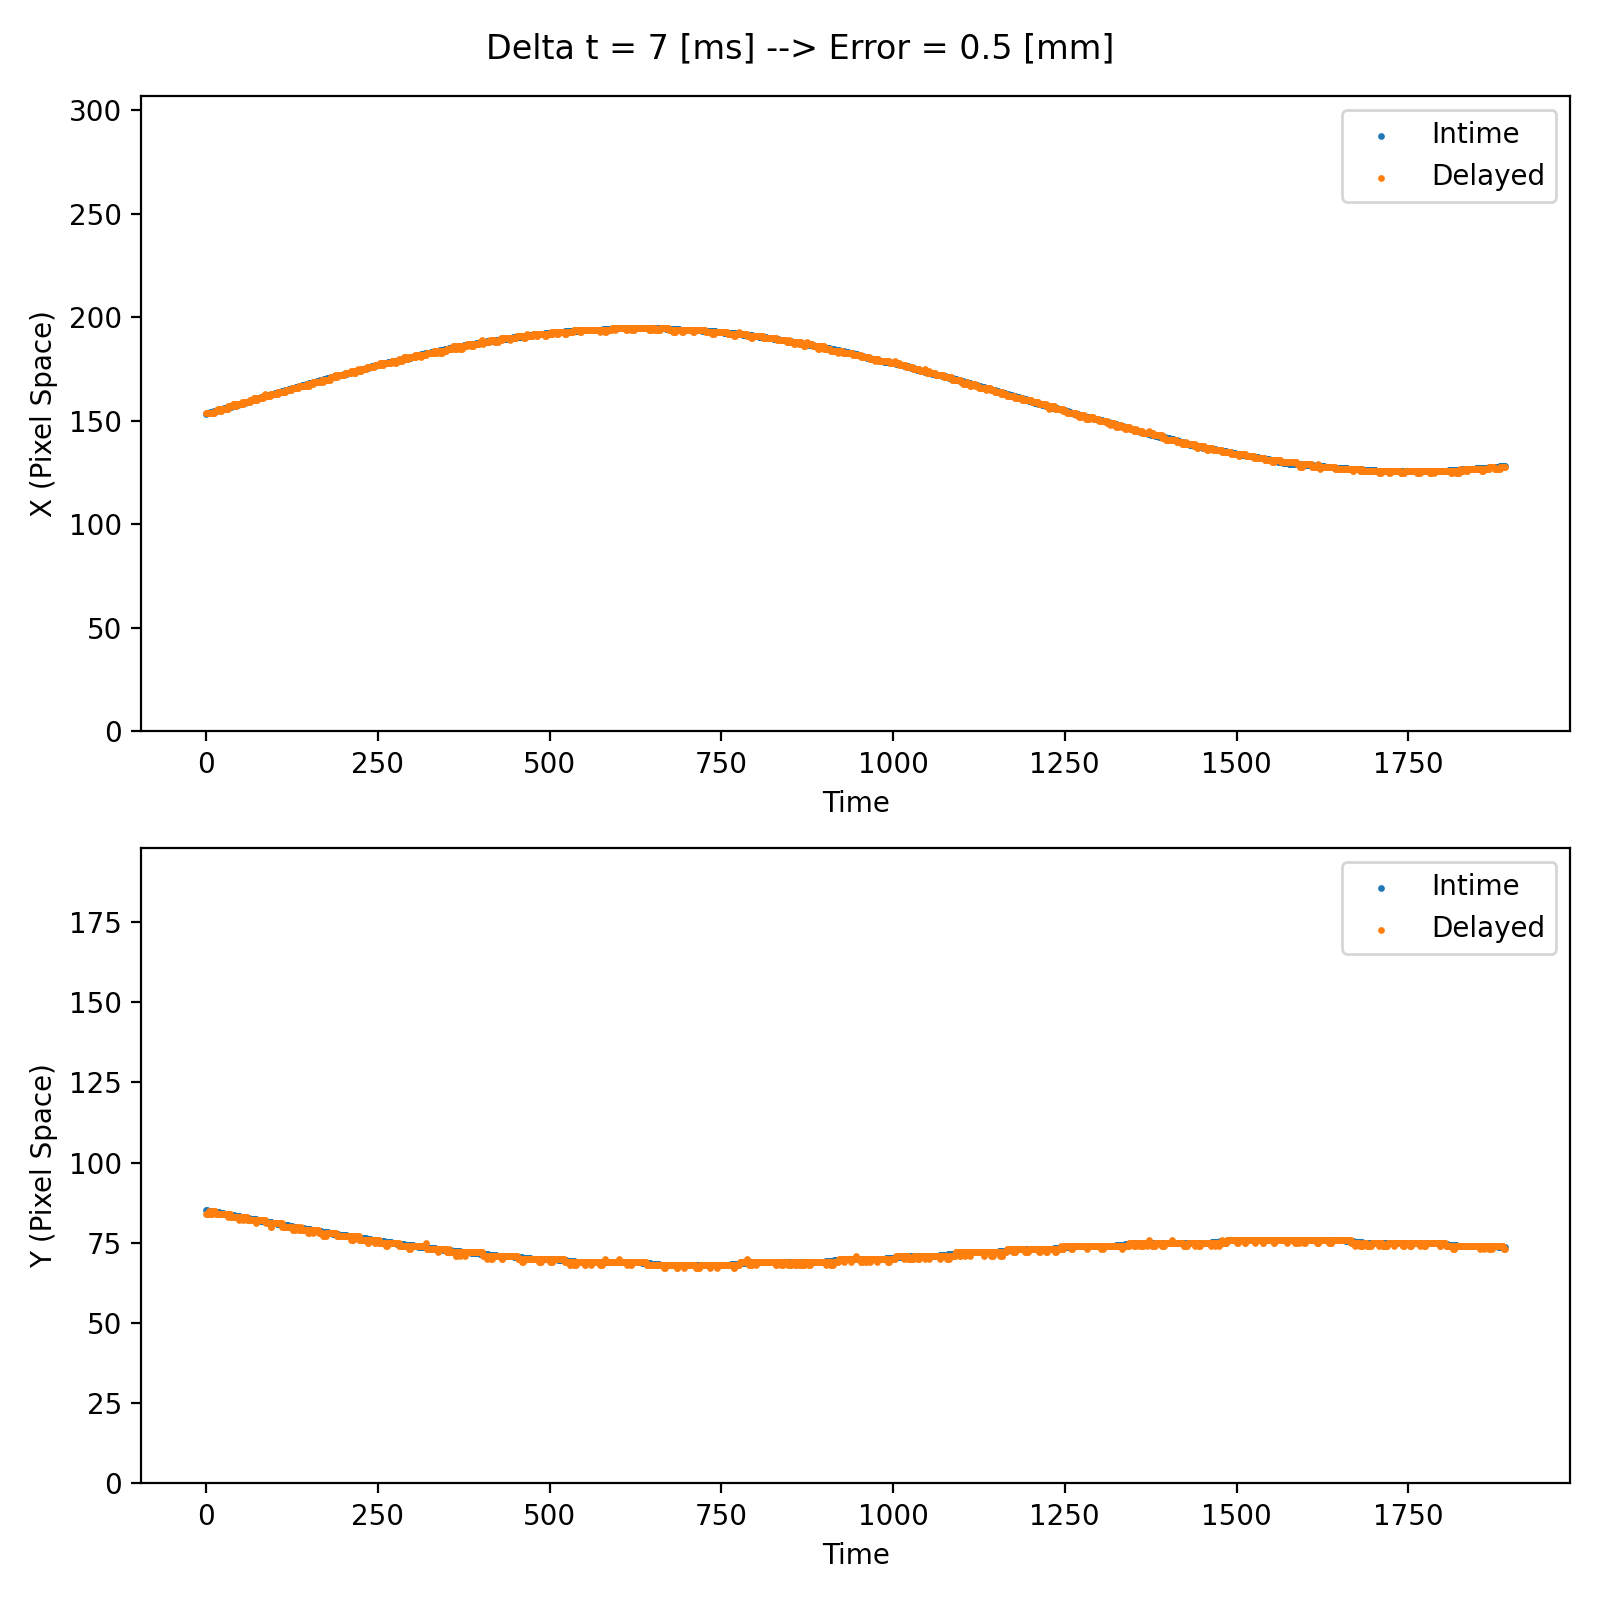 Delta t = 7 [ms] --> Error = 0.5 [mm]
300
250
200
150
100
50
0
X (Pixel Space)
Intime
Delayed
0 250 500 750 1000 1250 1500 1750
Time
175
150
125
100
75
50
25
0
Y (Pixel Space)
Intime
Delayed
0 250 500 750 1000 1250 1500 1750
Time